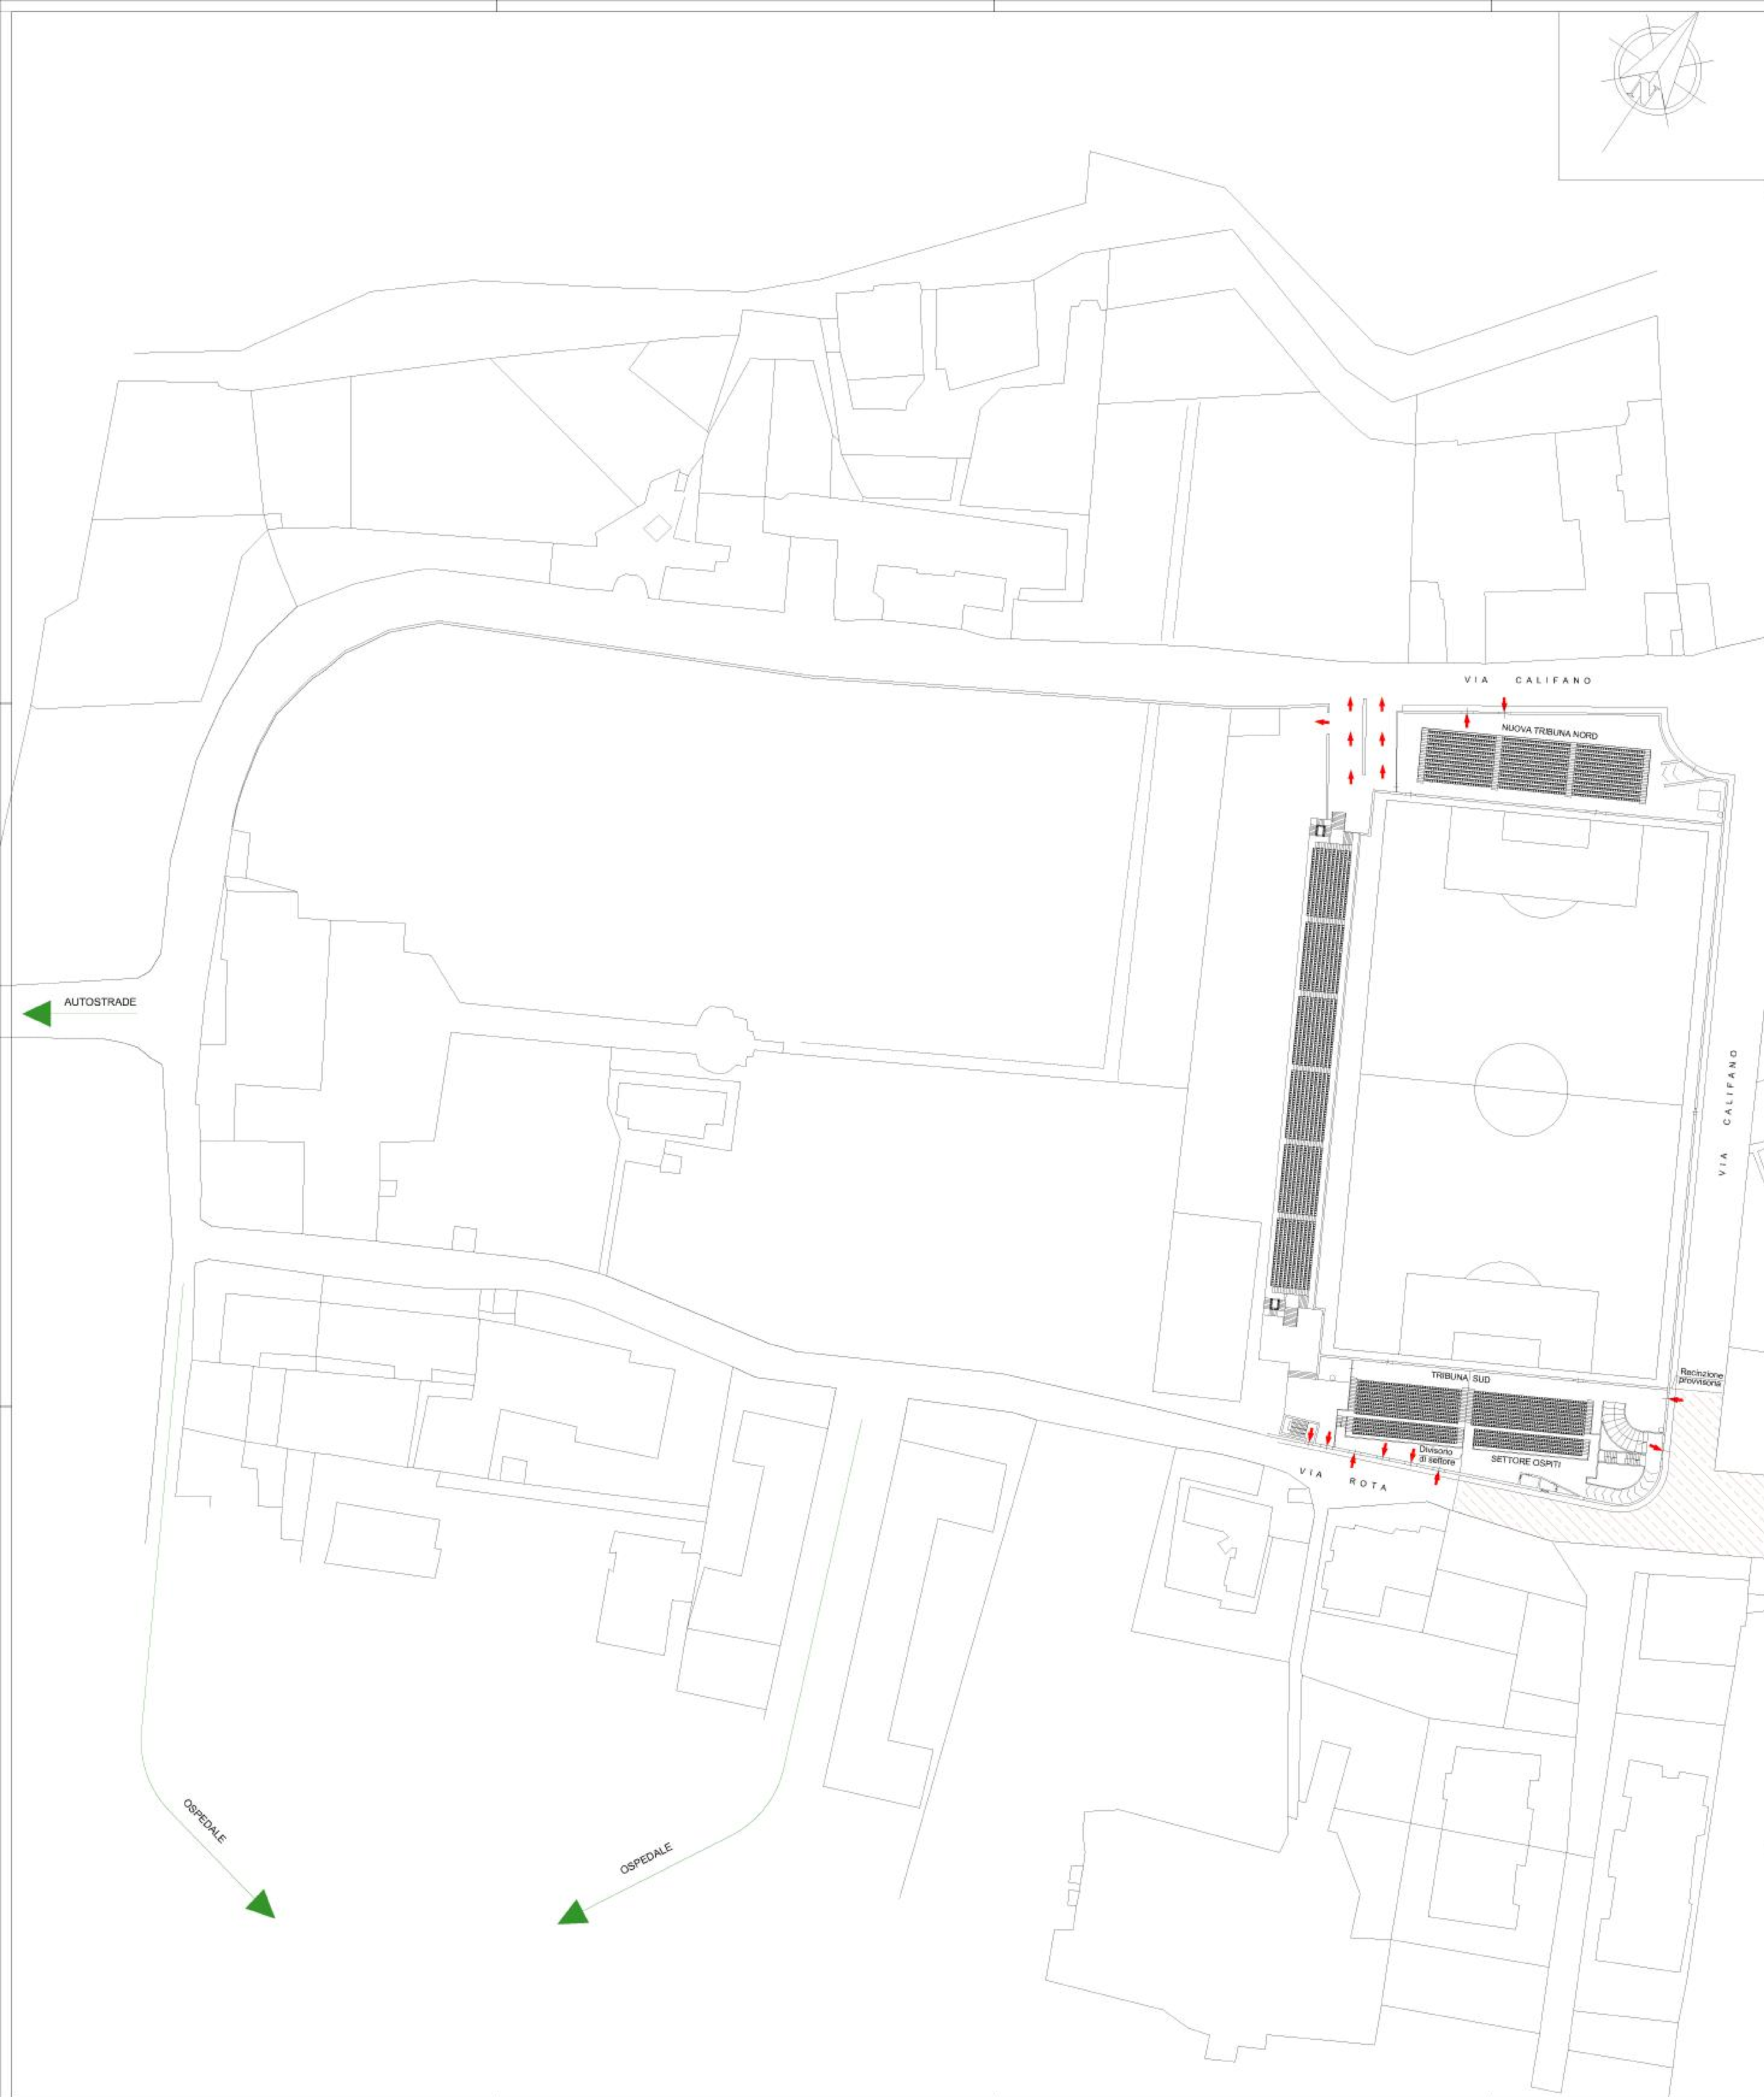 N
VIA CALIFANO
NUOVA TRIBUNA NORD
AUTOSTRADE
VIA CALIFANO
Recinzione
provvisoria
TRIBUNA SUD
Divisorio
di settore
SETTORE OSPITI
VIA ROTA
OSPEDALE
OSPEDALE